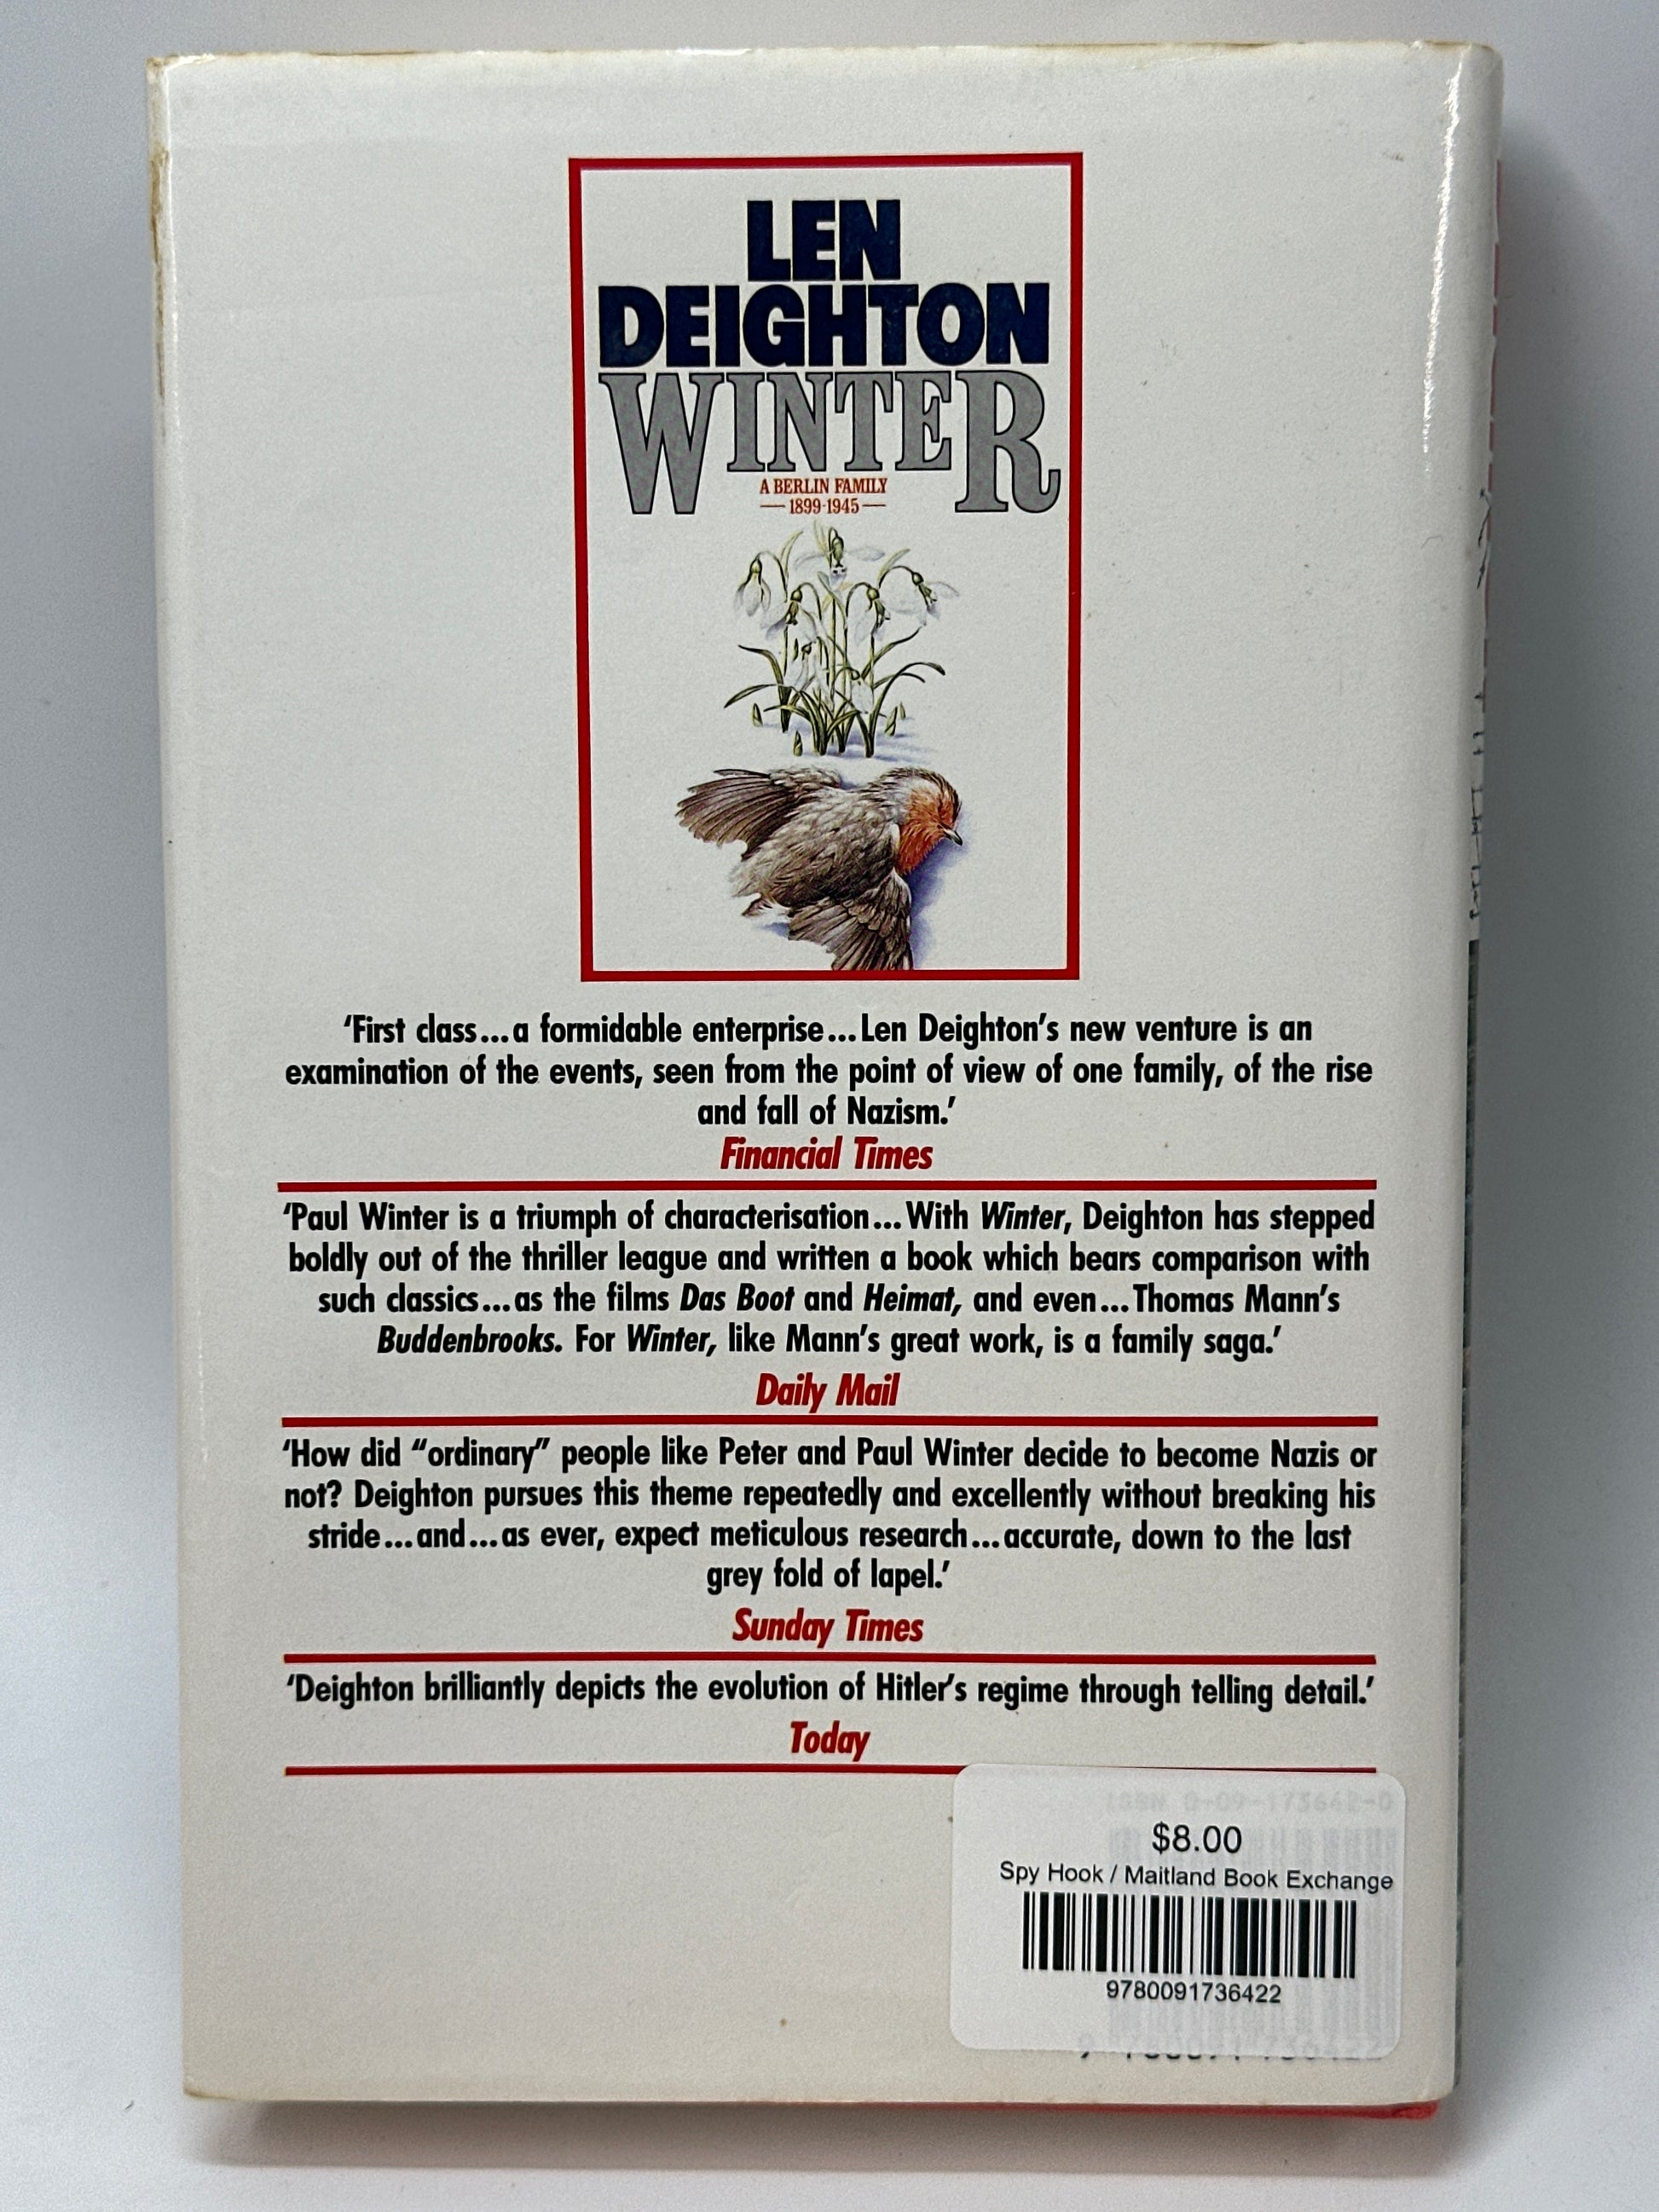 LEN
DEIGHTON
WINTER
A BERLIN FAMILY
1899-1945
‘First class...a formidable enterprise...Len Deighton’s new venture is an
examination of the events, seen from the point of view of one family, of the rise
and fall of Nazism.’
Financial Times
‘Paul Winter is a triumph of characterisation...With Winter, Deighton has stepped
boldly out of the thriller league and written a book which bears comparison with
such classics...as the films Das Boot and Heimat, and even...Thomas Mann’s
Buddenbrooks. For Winter, like Mann’s great work, is a family saga.’
Daily Mail
‘How did “ordinary” people like Peter and Paul Winter decide to become Nazis or
not? Deighton pursues this theme repeatedly and excellently without breaking his
stride...and...as ever, expect meticulous research...accurate, down to the last
grey fold of lapel.’
Sunday Times
‘Deighton brilliantly depicts the evolution of Hitler’s regime through telling detail.’
Today
ISBN 0-09-173642-0
$8.00
Spy Hook / Maitland Book Exchange
9780091736422